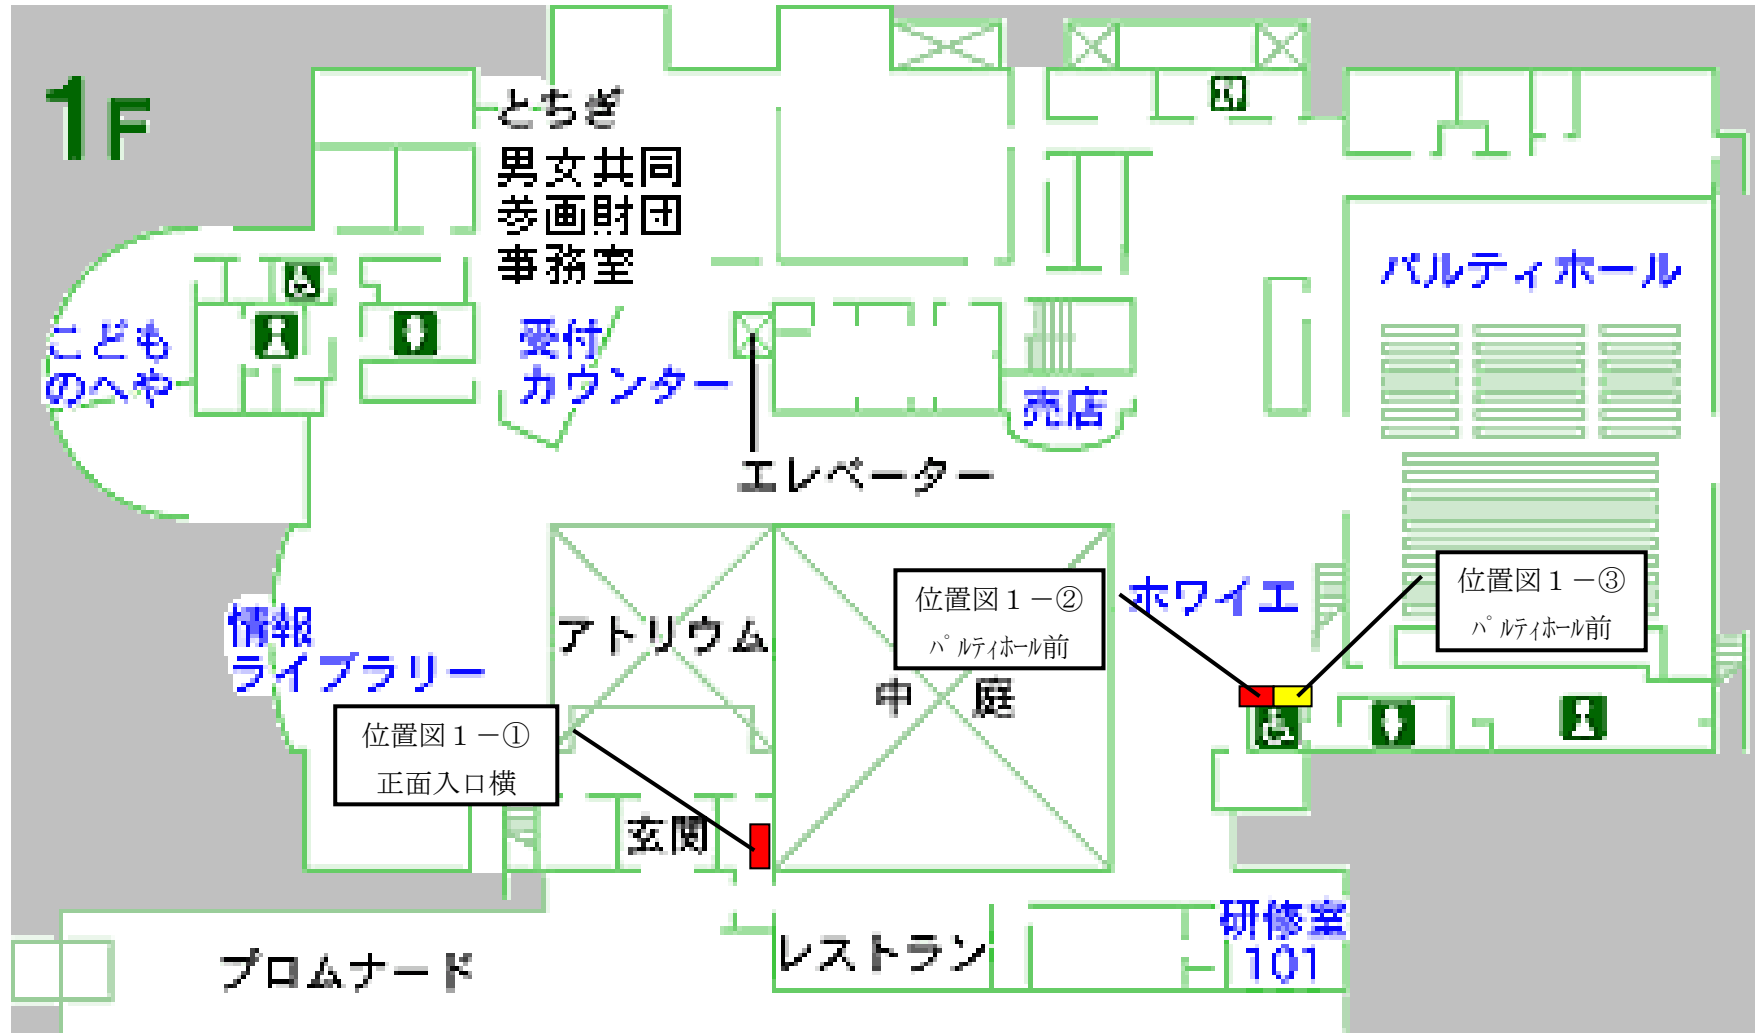 1F
とちぎ
男女共同
参画財団
事務室
パルティホール
こども
のへや
受付
カウンター
売店
エレベーター
位置図１－②
パルティホール前
ホワイエ
位置図１－③
パルティホール前
情報
ライブラリー
アトリウム
中庭
位置図１－①
正面入口横
玄関
研修室
101
レストラン
プロムナード